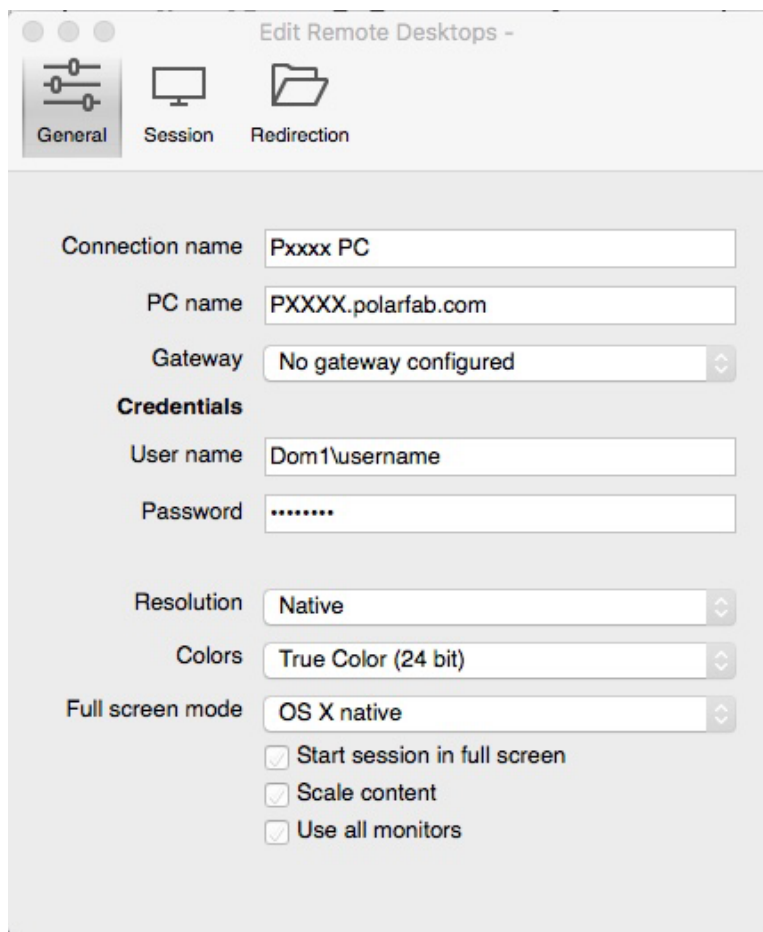 Edit Remote Desktops -
General Session Redirection
Connection name Pxxxx PC
PC name PXXXX.polarfab.com
Gateway No gateway configured
Credentials
User name Dom1\username
Password ••••••••
Resolution Native
Colors True Color (24 bit)
Full screen mode OS X native
Start session in full screen
Scale content
Use all monitors